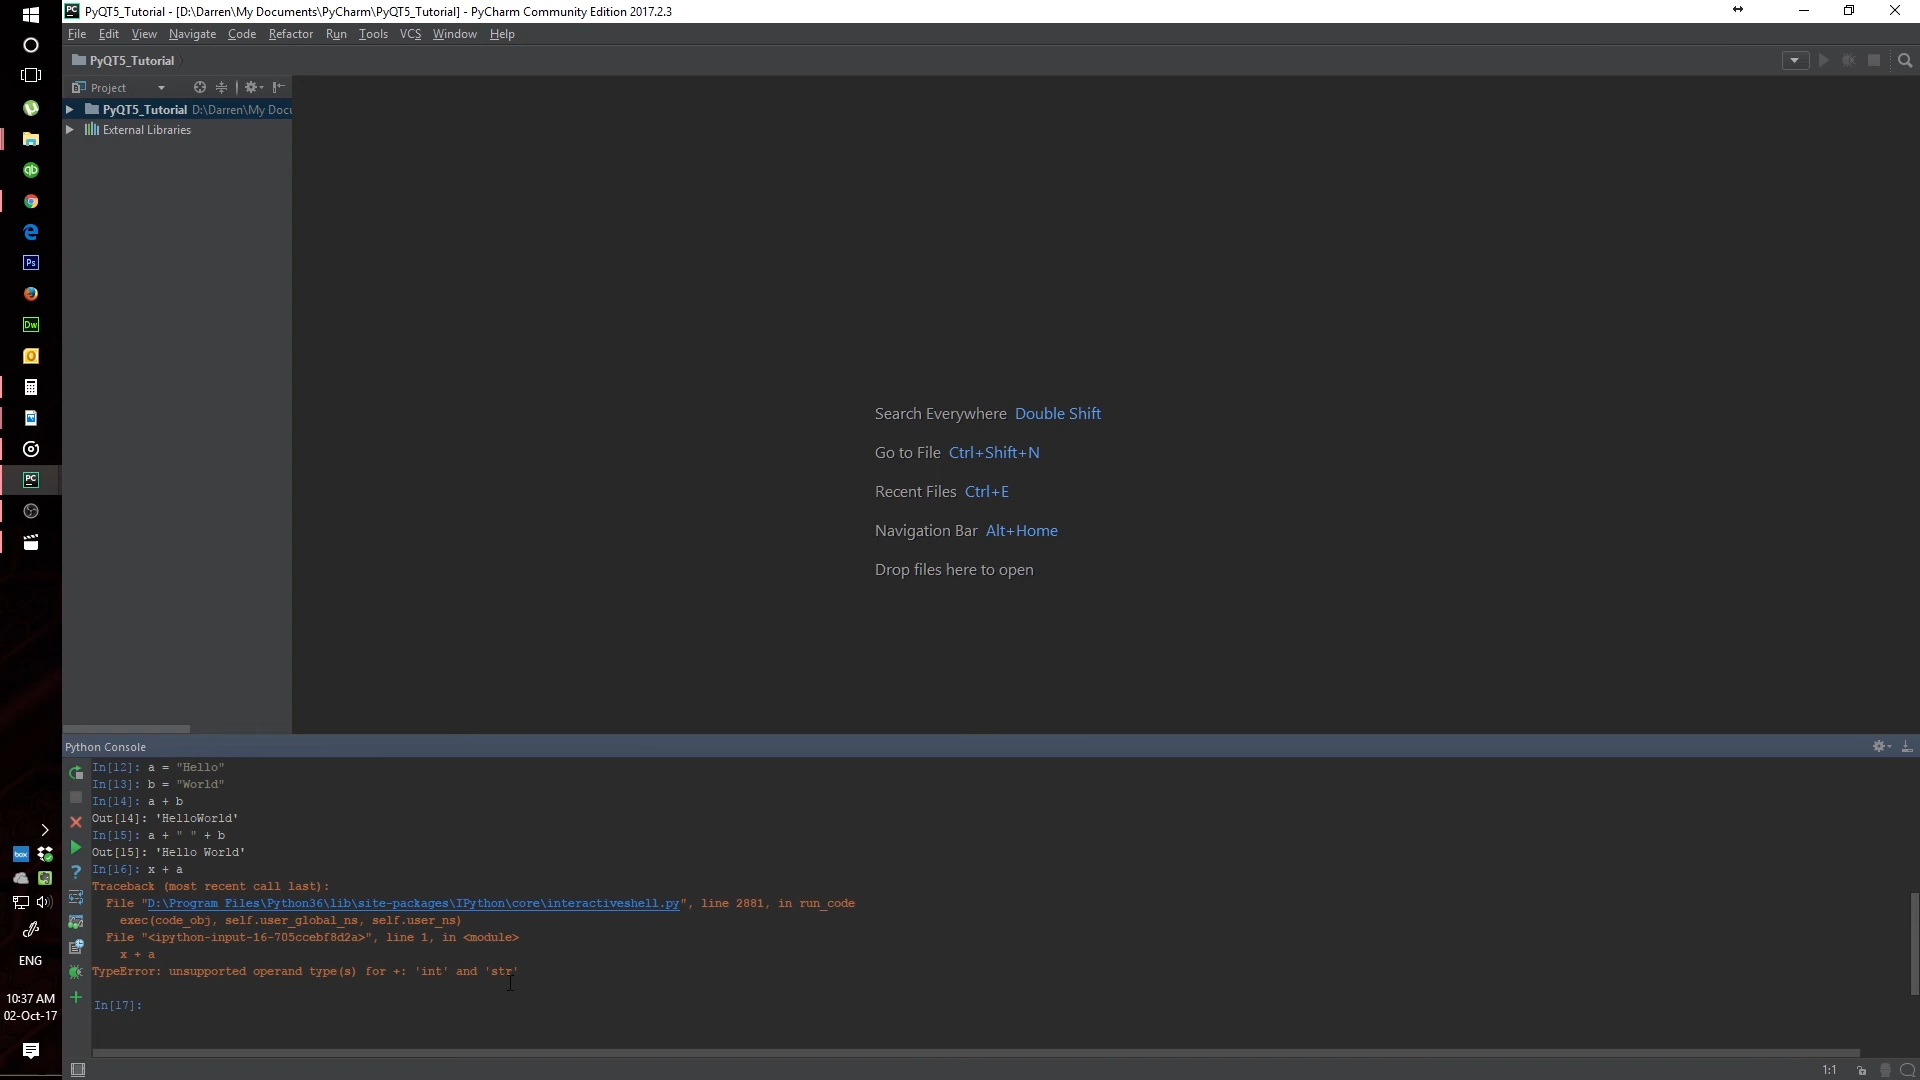 PyQT5_Tutorial - [D:\Darren\My Documents\PyCharm\PyQT5_Tutorial] - PyCharm Community Edition 2017.2.3
File Edit View Navigate Code Refactor Run Tools VCS Window Help
PyQT5_Tutorial
Project
PyQT5_Tutorial D:\Darren\My Docu
External Libraries
Search Everywhere Double Shift
Go to File Ctrl+Shift+N
Recent Files Ctrl+E
Navigation Bar Alt+Home
Drop files here to open
Python Console
In[12]: a = "Hello"
In[13]: b = "World"
In[14]: a + b
Out[14]: 'HelloWorld'
In[15]: a + " " + b
Out[15]: 'Hello World'
In[16]: x + a
Traceback (most recent call last):
File "D:\Program Files\Python36\lib\site-packages\IPython\core\interactiveshell.py", line 2881, in run_code
exec(code_obj, self.user_global_ns, self.user_ns)
File "<ipython-input-16-705ccebf8d2a>", line 1, in <module>
x + a
TypeError: unsupported operand type(s) for +: 'int' and 'str'
In[17]:
1:1
PC
qb
Ps
Dw
PC
box
ENG
10:37 AM
02-Oct-17